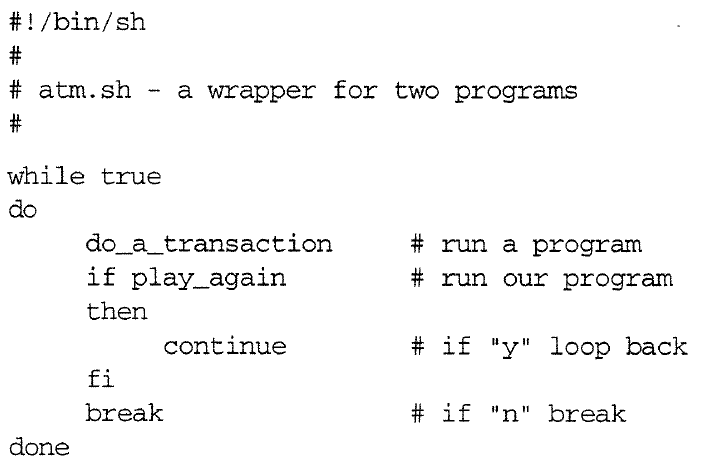 #!/bin/sh
#
# atm.sh - a wrapper for two programs
#
while true
do
     do_a_transaction     # run a program
     if play_again        # run our program
     then
          continue        # if "y" loop back
     fi
     break                # if "n" break
done